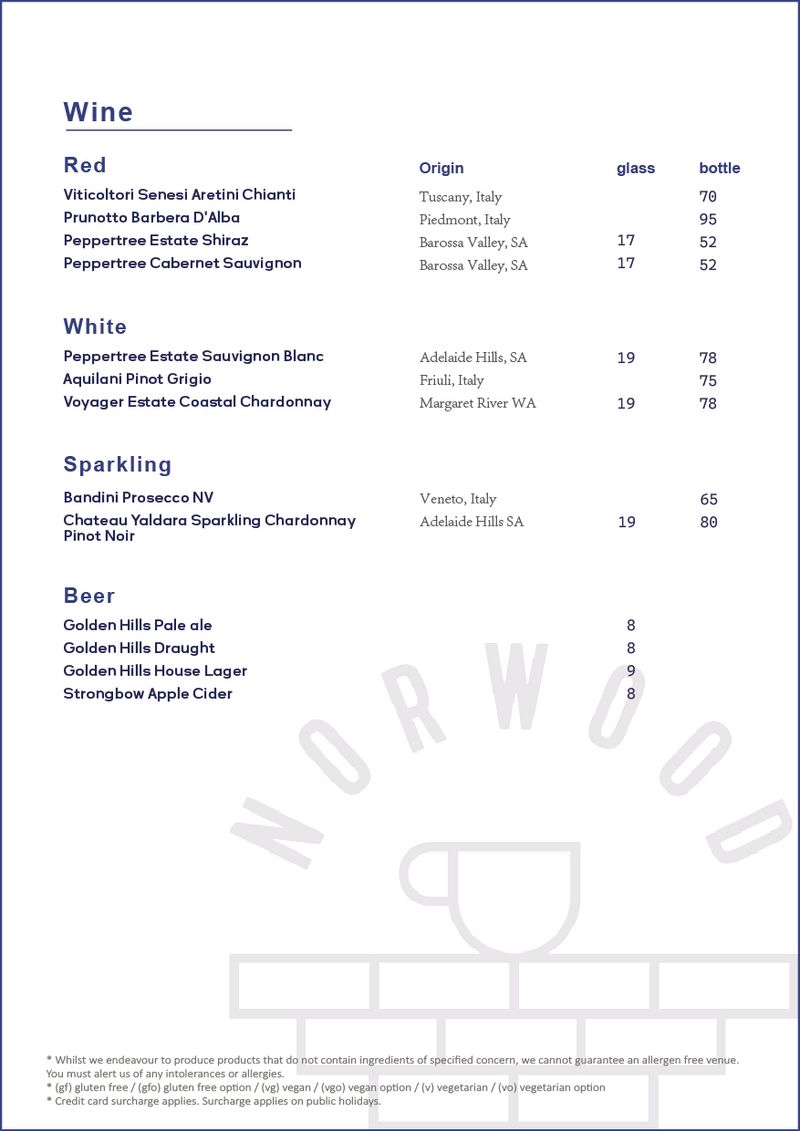 Wine
Red Origin glass bottle
Viticoltori Senesi Aretini Chianti Tuscany, Italy 70
Prunotto Barbera D'Alba Piedmont, Italy 95
Peppertree Estate Shiraz Barossa Valley, SA 17 52
Peppertree Cabernet Sauvignon Barossa Valley, SA 17 52
White
Peppertree Estate Sauvignon Blanc Adelaide Hills, SA 19 78
Aquilani Pinot Grigio Friuli, Italy 75
Voyager Estate Coastal Chardonnay Margaret River WA 19 78
Sparkling
Bandini Prosecco NV Veneto, Italy 65
Chateau Yaldara Sparkling Chardonnay Adelaide Hills SA 19 80
Pinot Noir
Beer
Golden Hills Pale ale 8
Golden Hills Draught 8
Golden Hills House Lager 9
Strongbow Apple Cider 8
NORWOOD
* Whilst we endeavour to produce products that do not contain ingredients of specified concern, we cannot guarantee an allergen free venue.
You must alert us of any intolerances or allergies.
* (gf) gluten free / (gfo) gluten free option / (vg) vegan / (vgo) vegan option / (v) vegetarian / (vo) vegetarian option
* Credit card surcharge applies. Surcharge applies on public holidays.